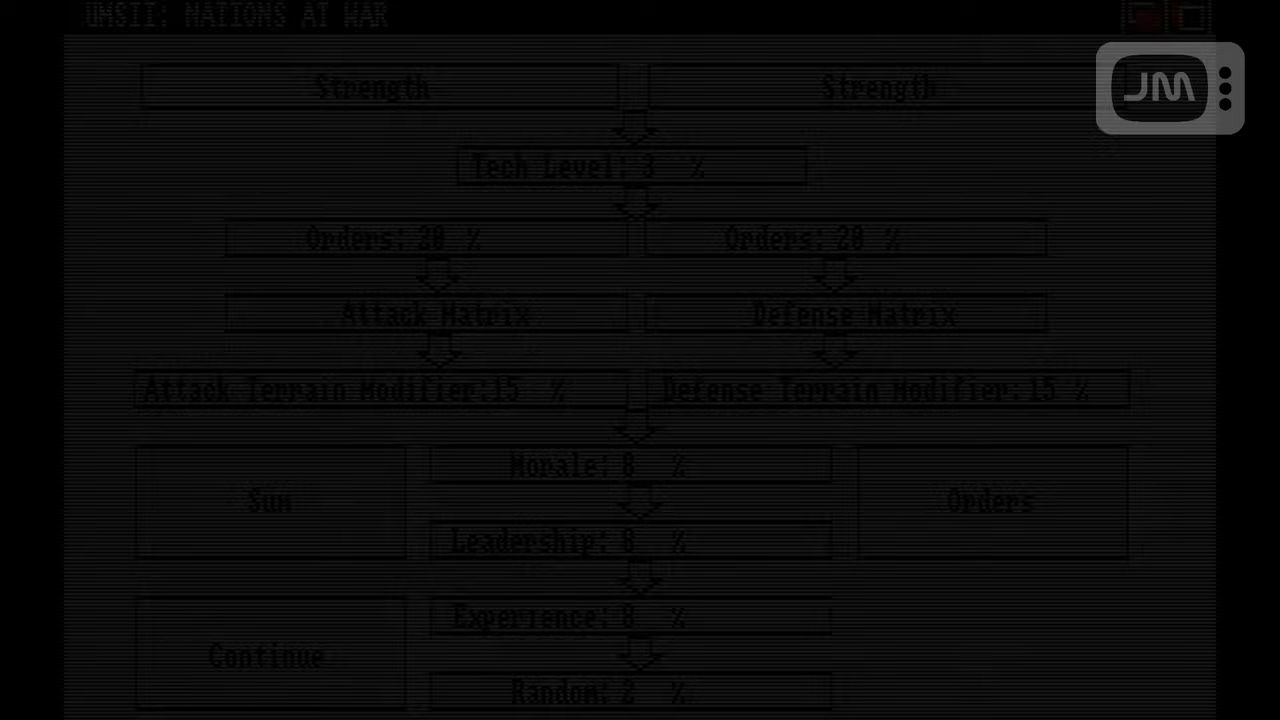 UMSII: NATIONS AT WAR
JM
Strength Strength
Tech Level: 3 %
Orders: 20 % Orders: 20 %
Attack Matrix Defense Matrix
Attack Terrain Modifier:15 % Defense Terrain Modifier:15 %
Morale: 8 %
Sum Orders
Leadership: 8 %
Experience: 8 %
Continue
Random: 2 %